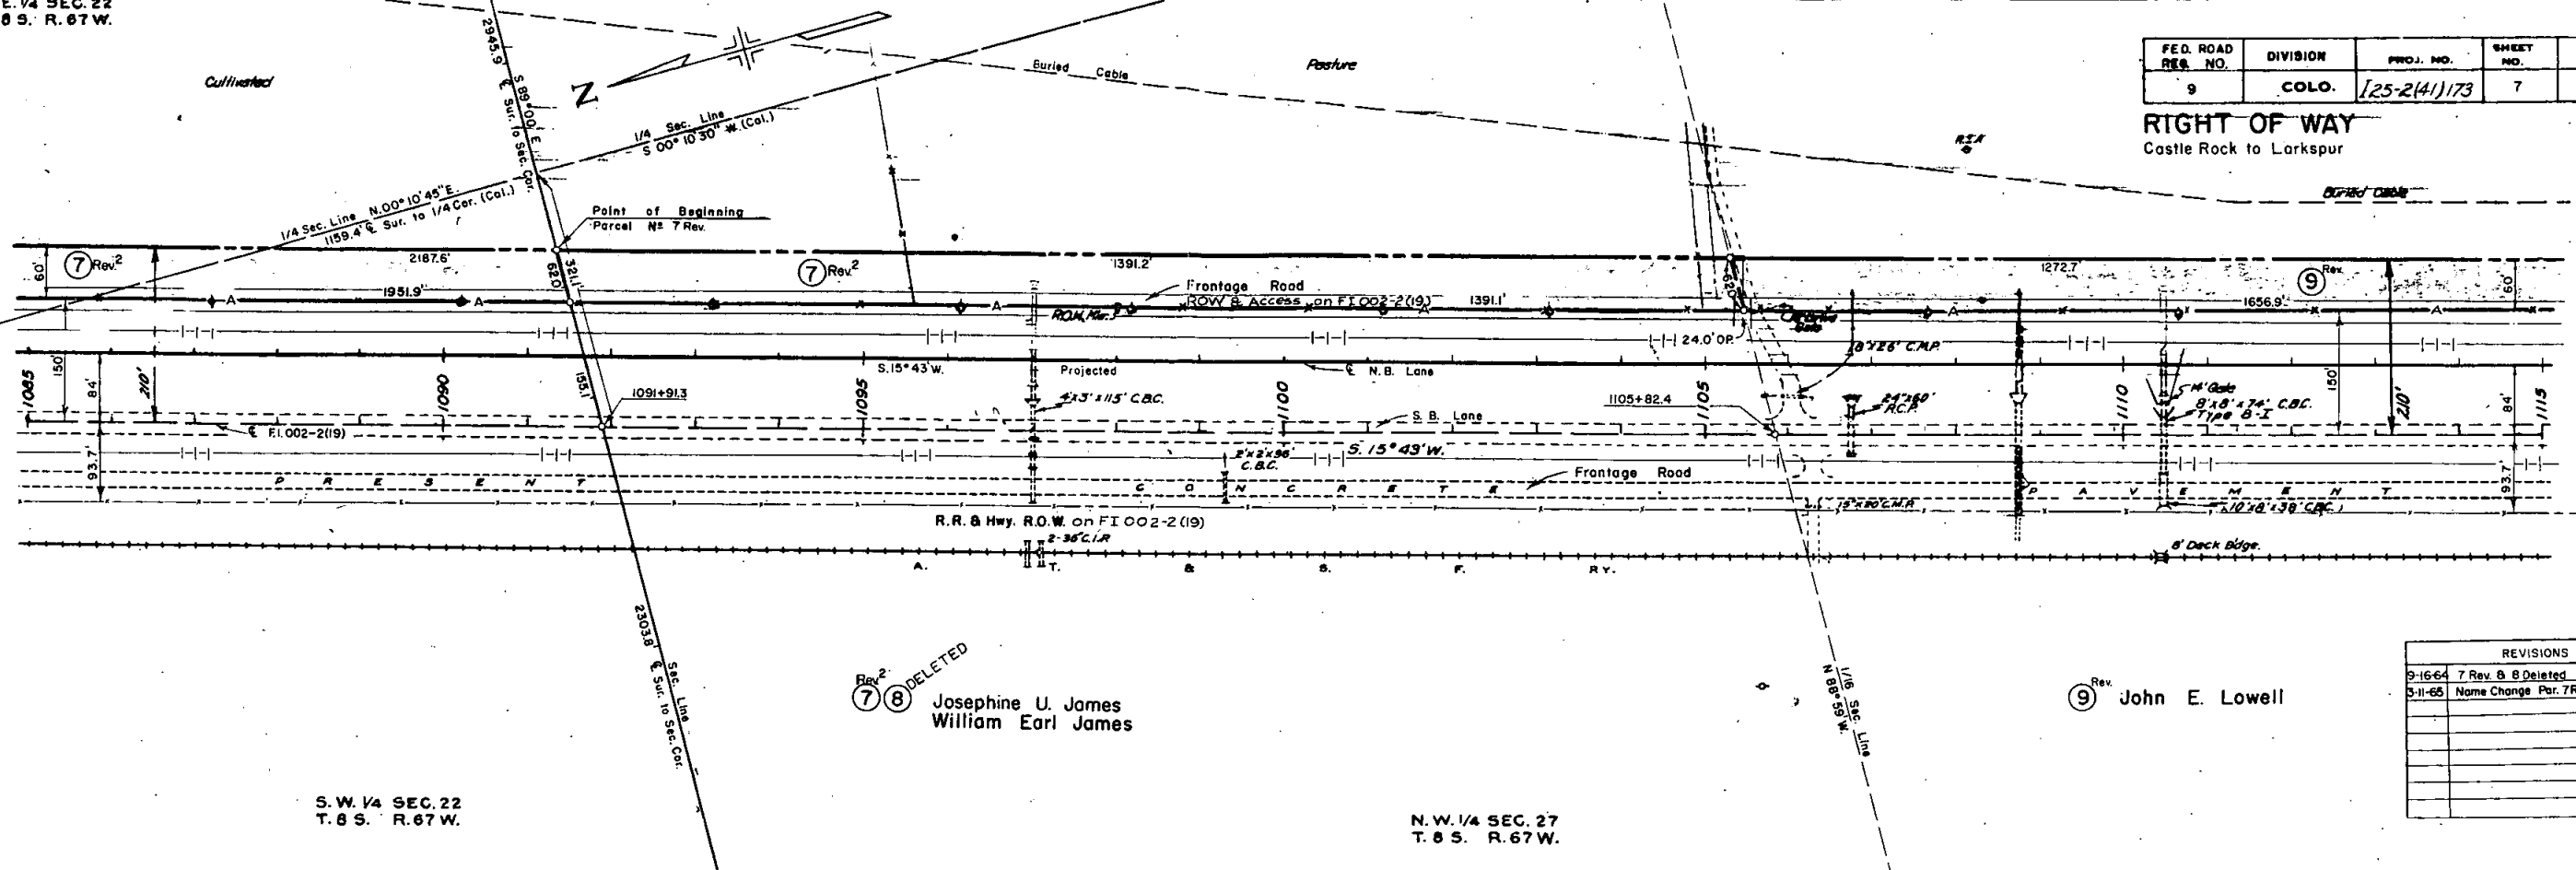 E. 1/4 SEC. 22
8 S. R. 67 W.
Cultivated
2945.9' ℄ Sur. to Sec. Cor.
S 89°00' E
N
1/4 Sec. Line
S 00° 10' 30" W. (Cal.)
Buried Cable
Pasture
FED. ROAD REG. NO.
DIVISION
PROJ. NO.
SHEET NO.
9
COLO.
I 25-2(41)173
7
RIGHT OF WAY
Castle Rock to Larkspur
Buried Cable
1/4 Sec. Line N.00° 10' 45" E.
1159.4' ℄ Sur. to 1/4 Cor. (Cal.)
Point of Beginning
Parcel Nº 7 Rev.
60'
7 Rev.2
2187.6'
62.0'
321.1'
7 Rev.2
1391.2'
1272.7'
9 Rev.
60'
1951.9'
A
A
A
Frontage Road
ROW & Access on F.I. 002-2(19)
1391.1'
A
A
1656.9'
A
R.O.W. Mkr.
24.0' OP.
18"x26' C.M.P.
S.15°43' W.
Projected
℄ N.B. Lane
1085
150'
84'
210'
1090
155.1'
1091+91.3
1095
4'x3'x115' C.B.C.
1100
S. B. Lane
1105+82.4
1105
24"x60'
R.C.P.
1110
14' Gate
8'x8'x74' C.B.C.
Type B-I
150'
210'
84'
1115
℄ F.I. 002-2(19)
93.7'
2'x2'x96'
C.B.C.
S. 15° 43' W.
Frontage Road
93.7'
PRESENT CONCRETE PAVEMENT
R.R. & Hwy. R.O.W. on FI 002-2(19)
15"x80' C.M.P.
(10'x8'x38' C.B.C.)
2-36" C.I.P.
8' Deck Bdge.
A. T. & S. F. RY.
2303.8' ℄ Sur. to Sec. Cor.
Sec. Line
Rev.2
7 8 DELETED
Josephine U. James
William Earl James
1/16 Sec. Line
N 88° 59' W.
9 Rev. John E. Lowell
REVISIONS
9-16-64 7 Rev. & 8 Deleted
3-11-65 Name Change Par. 7R
S. W. 1/4 SEC. 22
T. 8 S. R. 67 W.
N. W. 1/4 SEC. 27
T. 8 S. R. 67 W.